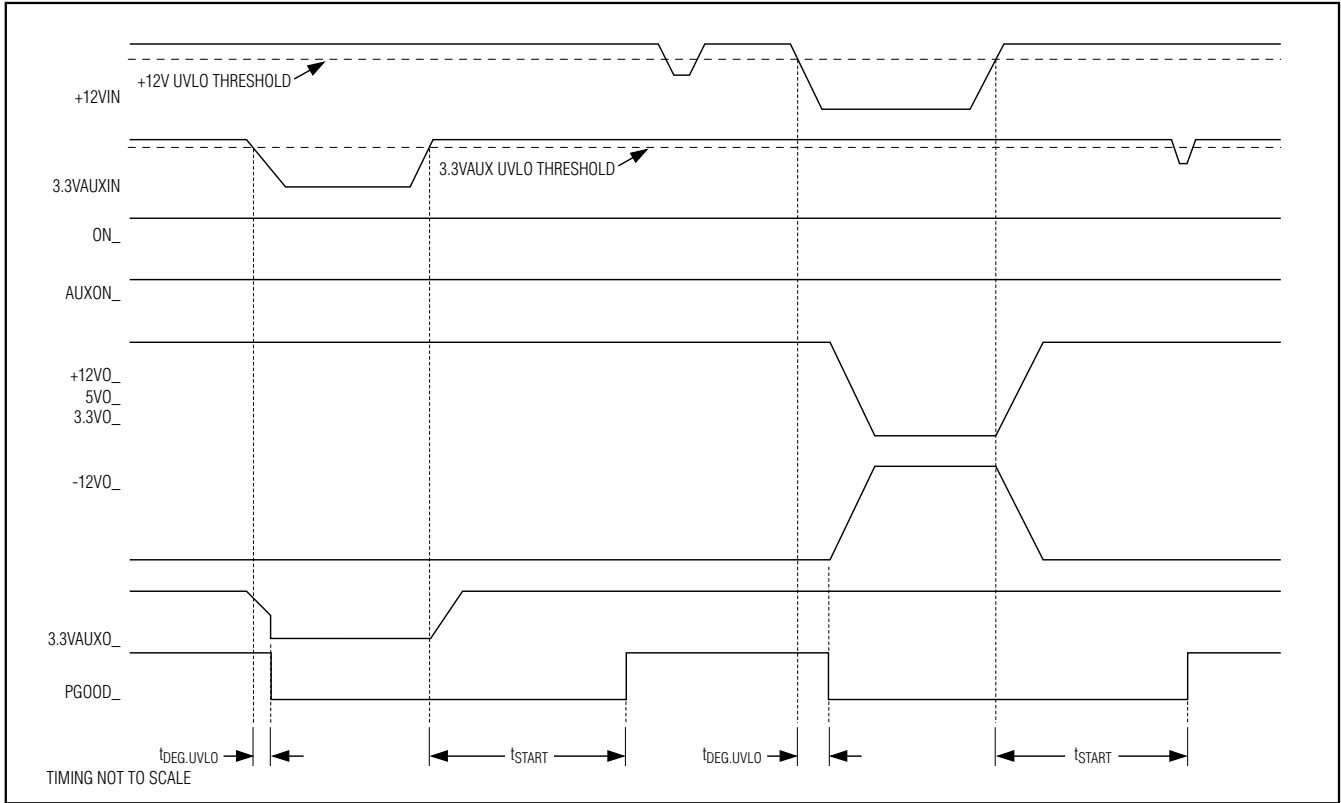 +12V UVLO THRESHOLD
+12VIN
3.3VAUX UVLO THRESHOLD
3.3VAUXIN
ON_
AUXON_
+12VO_
5VO_
3.3VO_
-12VO_
3.3VAUXO_
PGOOD_
tDEG.UVLO
tSTART
tDEG.UVLO
tSTART
TIMING NOT TO SCALE